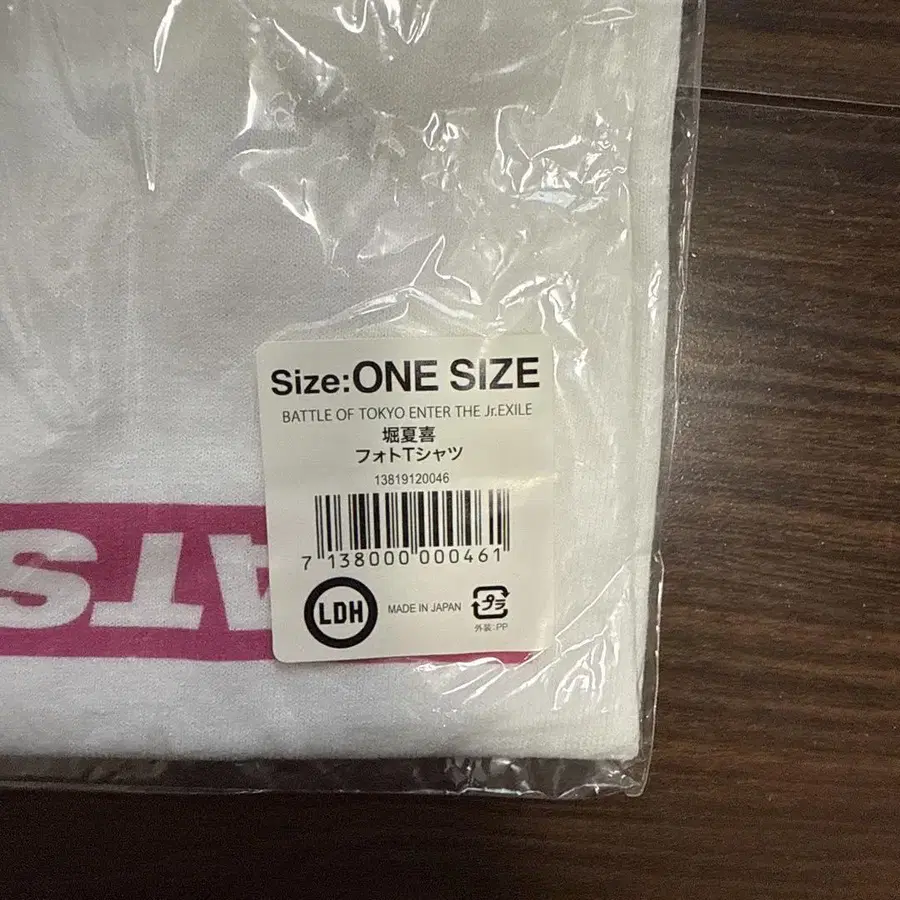 Size:ONE SIZE
BATTLE OF TOKYO ENTER THE Jr.EXILE
堀夏喜
フォトTシャツ
13819120046
7 138000 000461
LDH
MADE IN JAPAN
プラ
外装:PP
ATS